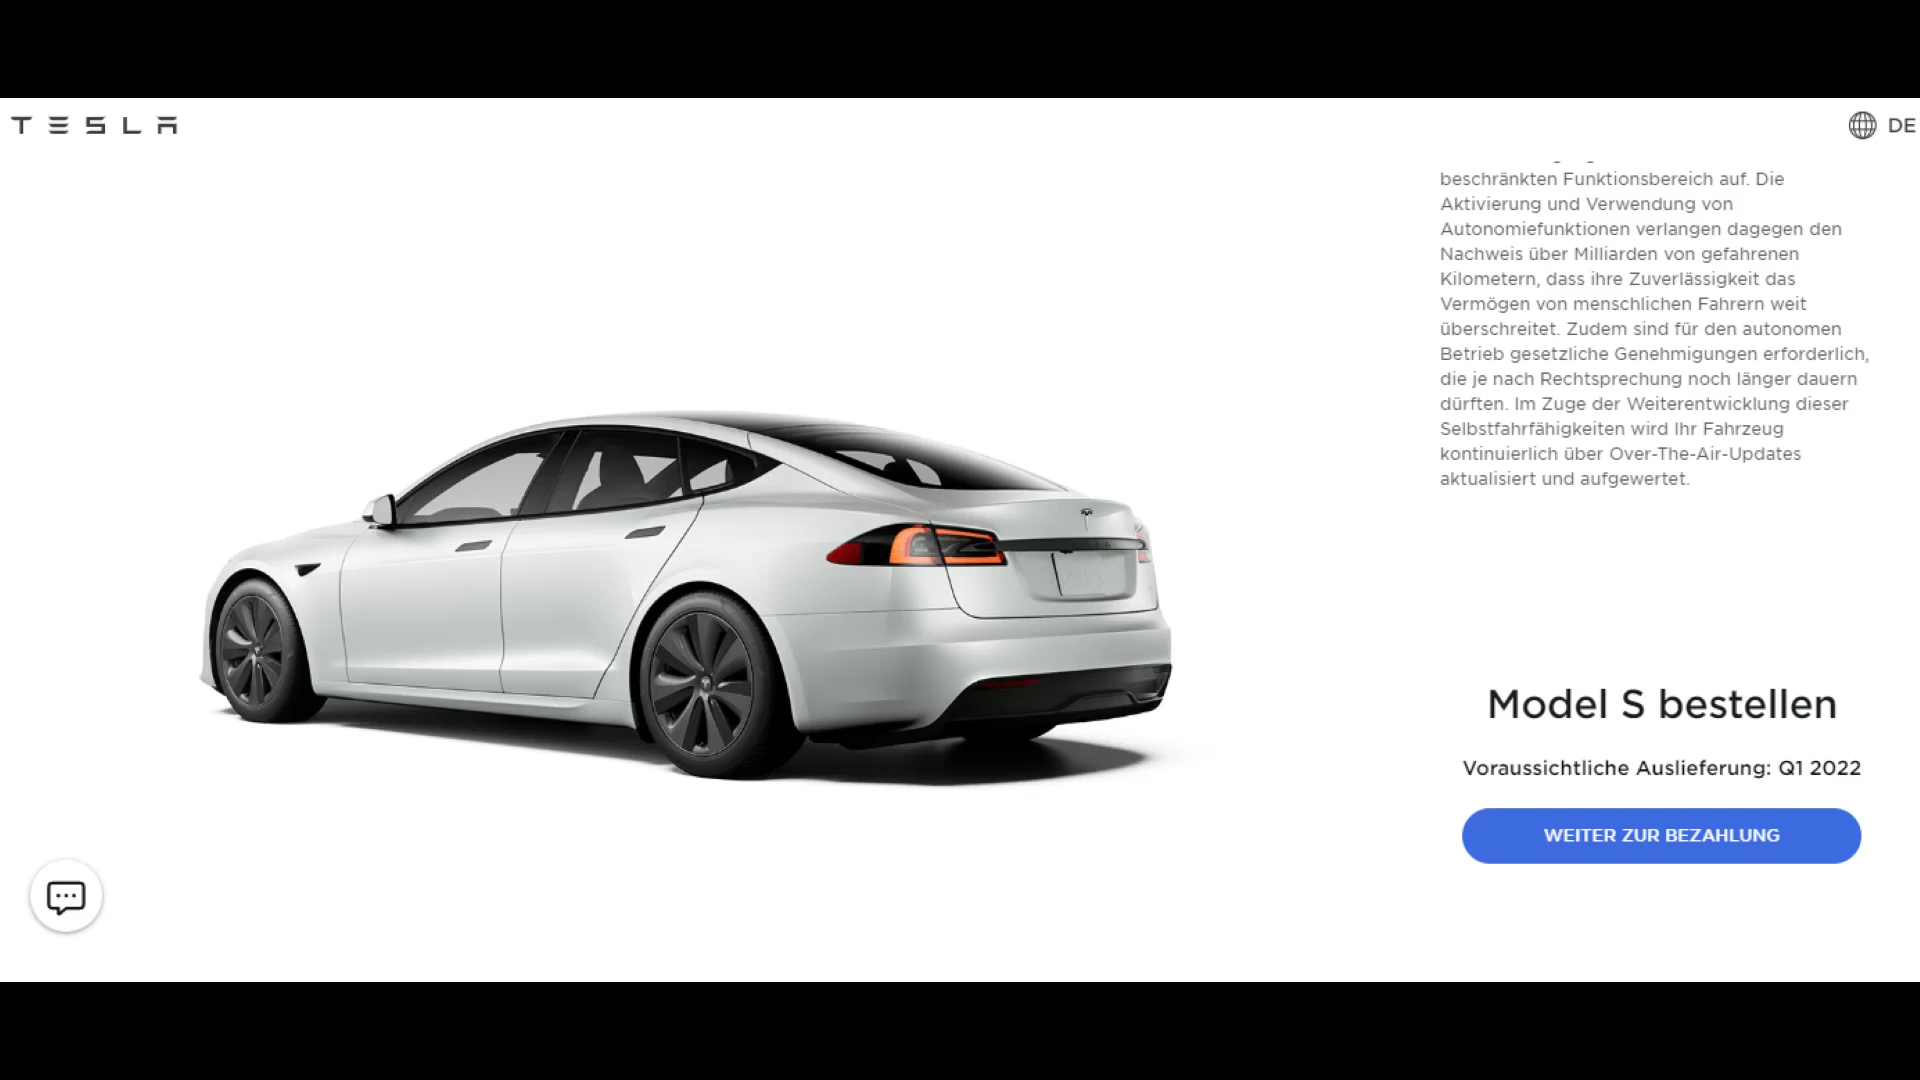 TESLA
DE
beschränkten Funktionsbereich auf. Die
Aktivierung und Verwendung von
Autonomiefunktionen verlangen dagegen den
Nachweis über Milliarden von gefahrenen
Kilometern, dass ihre Zuverlässigkeit das
Vermögen von menschlichen Fahrern weit
überschreitet. Zudem sind für den autonomen
Betrieb gesetzliche Genehmigungen erforderlich,
die je nach Rechtsprechung noch länger dauern
dürften. Im Zuge der Weiterentwicklung dieser
Selbstfahrfähigkeiten wird Ihr Fahrzeug
kontinuierlich über Over-The-Air-Updates
aktualisiert und aufgewertet.
Model S bestellen
Voraussichtliche Auslieferung: Q1 2022
WEITER ZUR BEZAHLUNG